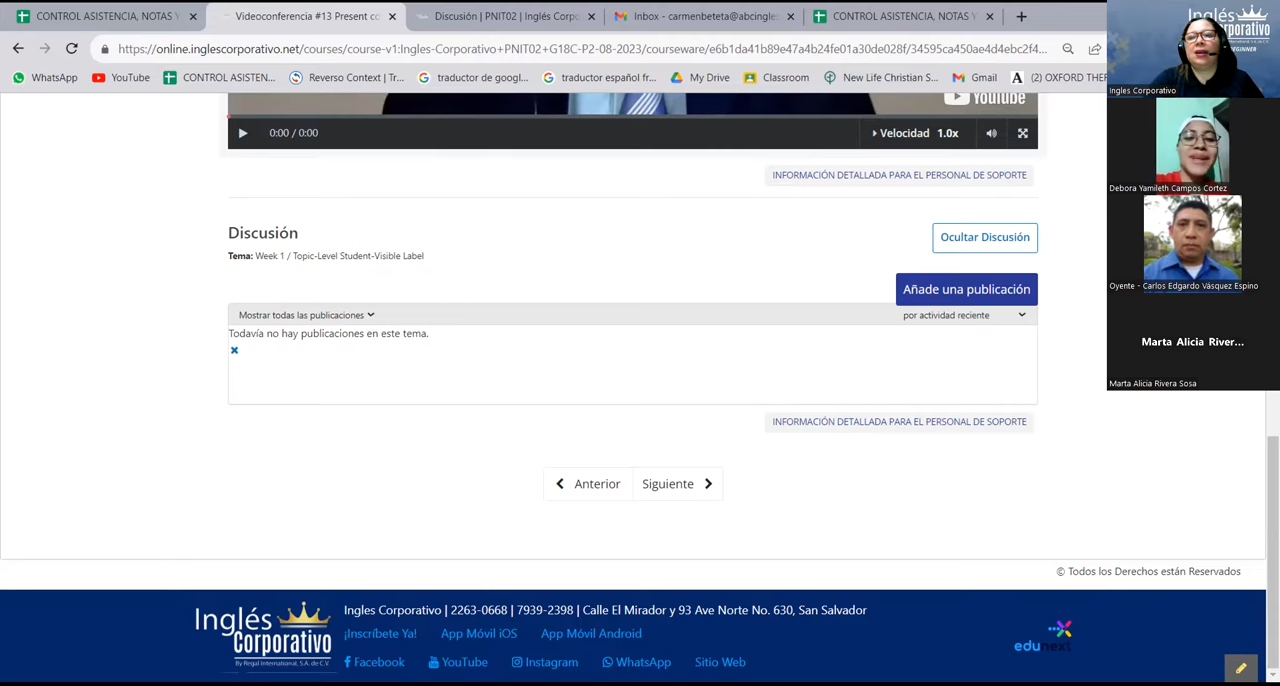 CONTROL ASISTENCIA, NOTAS Y
Videoconferencia #13 Present co
Discusión | PNIT02 | Inglés Corpo
Inbox - carmenbeteta@abcingles
CONTROL ASISTENCIA, NOTAS Y
https://online.inglescorporativo.net/courses/course-v1:Ingles-Corporativo+PNIT02+G18C-P2-08-2023/courseware/e6b1da41b89e47a4b24fe01a30de028f/34595ca450ae4d4ebc2f4...
WhatsApp
YouTube
CONTROL ASISTEN...
Reverso Context | Tr...
traductor de googl...
traductor español fr...
My Drive
Classroom
New Life Christian S...
Gmail
(2) OXFORD THE
YouTube
0:00 / 0:00
Velocidad 1.0x
INFORMACIÓN DETALLADA PARA EL PERSONAL DE SOPORTE
Discusión
Ocultar Discusión
Tema: Week 1 / Topic-Level Student-Visible Label
Añade una publicación
Mostrar todas las publicaciones
por actividad reciente
Todavía no hay publicaciones en este tema.
INFORMACIÓN DETALLADA PARA EL PERSONAL DE SOPORTE
Anterior
Siguiente
© Todos los Derechos están Reservados
Inglés
Corporativo
By Regal International, S.A. de C.V.
Ingles Corporativo | 2263-0668 | 7939-2398 | Calle El Mirador y 93 Ave Norte No. 630, San Salvador
¡Inscríbete Ya!
App Móvil iOS
App Móvil Android
Facebook
YouTube
Instagram
WhatsApp
Sitio Web
edunext
Inglés
Ingles Corporativo
Debora Yamileth Campos Cortez
Oyente - Carlos Edgardo Vásquez Espino
Marta Alicia River...
Marta Alicia Rivera Sosa